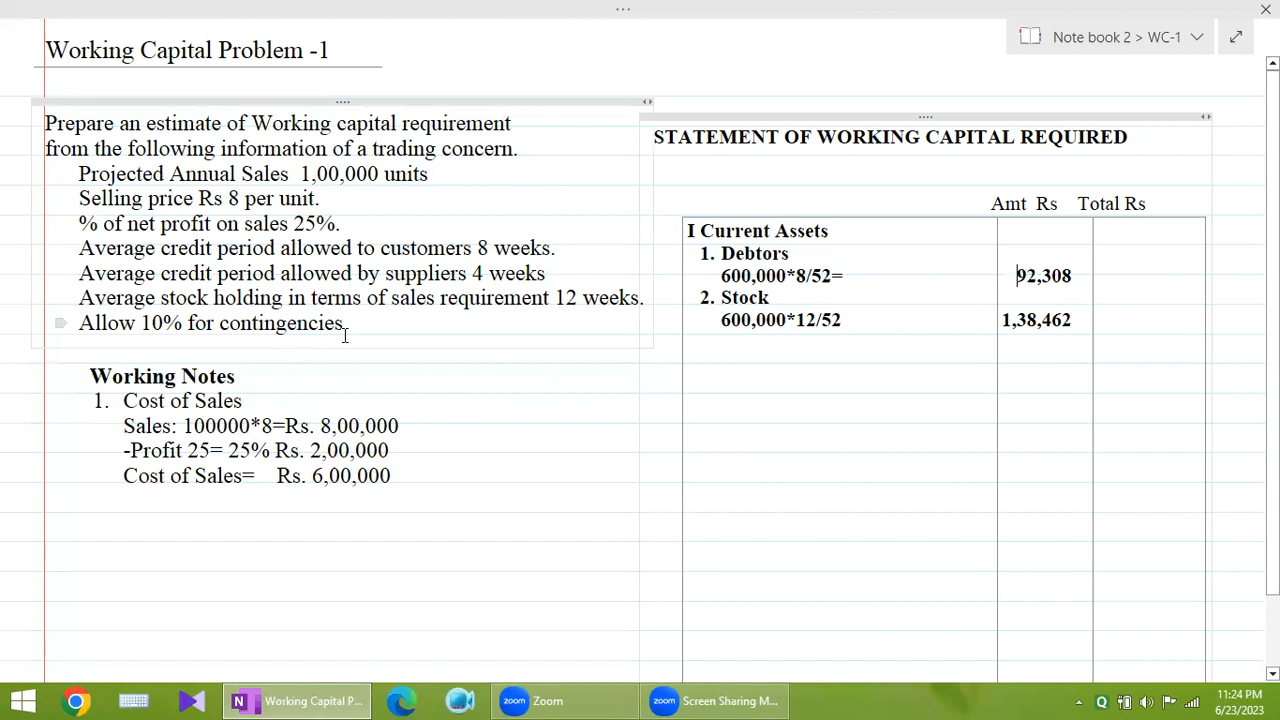 Working Capital Problem -1
Note book 2 > WC-1
Prepare an estimate of Working capital requirement
from the following information of a trading concern.
Projected Annual Sales 1,00,000 units
Selling price Rs 8 per unit.
% of net profit on sales 25%.
Average credit period allowed to customers 8 weeks.
Average credit period allowed by suppliers 4 weeks
Average stock holding in terms of sales requirement 12 weeks.
Allow 10% for contingencies
Working Notes
1. Cost of Sales
Sales: 100000*8=Rs. 8,00,000
-Profit 25= 25% Rs. 2,00,000
Cost of Sales= Rs. 6,00,000
STATEMENT OF WORKING CAPITAL REQUIRED
Amt Rs Total Rs
I Current Assets
1. Debtors
600,000*8/52= 92,308
2. Stock
600,000*12/52 1,38,462
Working Capital P...
Zoom
Screen Sharing M...
11:24 PM
6/23/2023